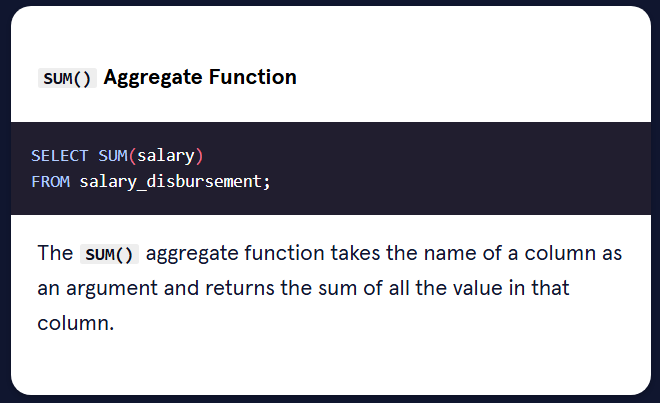 SUM() Aggregate Function
SELECT SUM(salary)
FROM salary_disbursement;
The SUM() aggregate function takes the name of a column as
an argument and returns the sum of all the value in that
column.